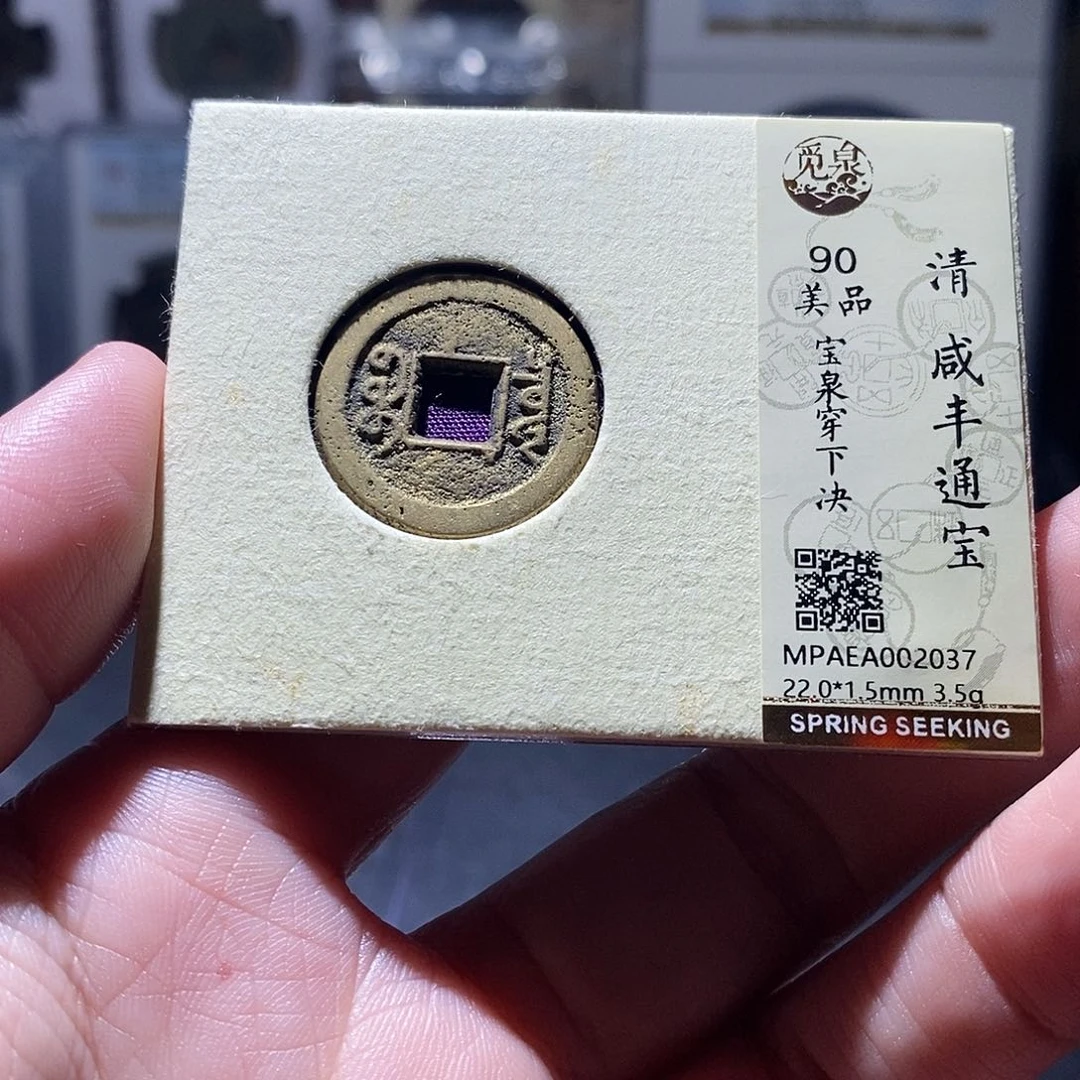 觅泉
90
美品
宝泉穿下决
清 咸丰通宝
MPAEA002037
22.0*1.5mm 3.5g
SPRING SEEKING